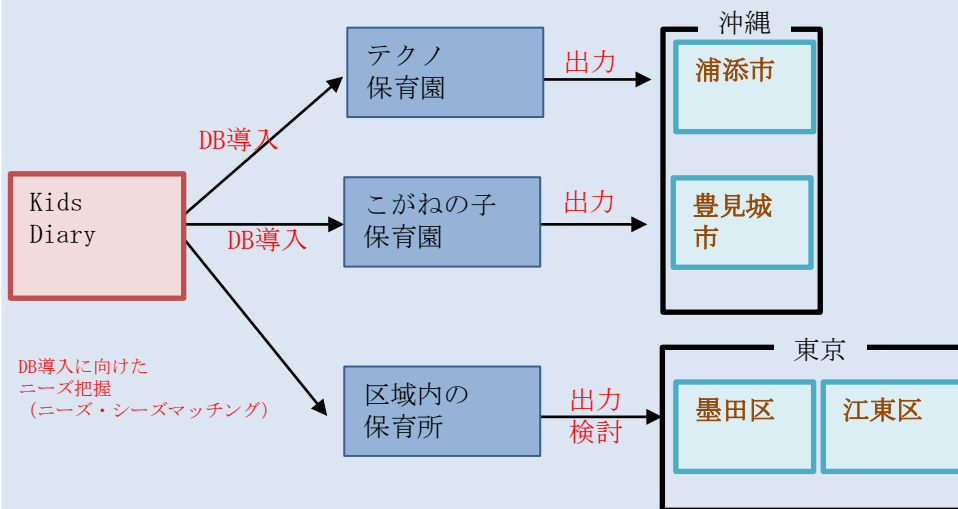 沖縄
テクノ
保育園
出力
浦添市
DB導入
Kids
Diary
こがねの子
保育園
出力
豊見城
市
DB導入
DB導入に向けた
ニーズ把握
(ニーズ・シーズマッチング)
区域内の
保育所
出力
検討
東京
墨田区
江東区